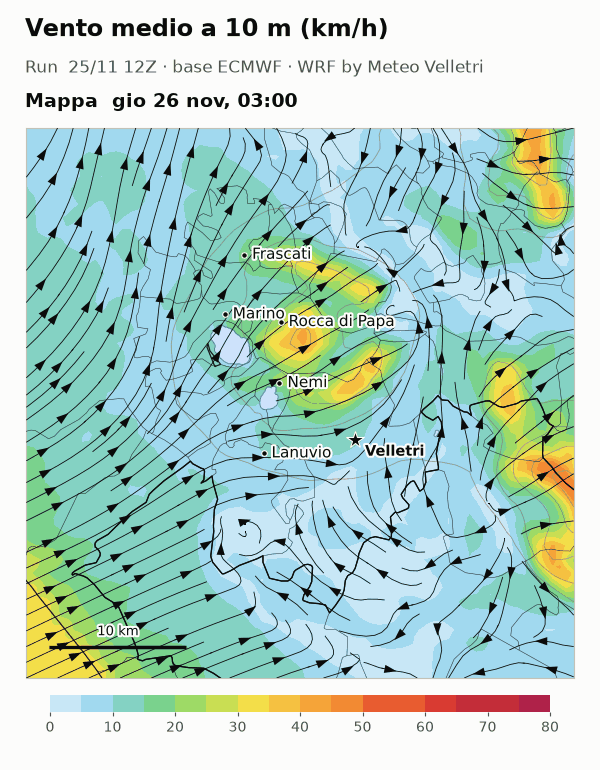 Vento medio a 10 m (km/h)
Run  25/11 12Z · base ECMWF · WRF by Meteo Velletri
Mappa  gio 26 nov, 03:00
Frascati
Marino
Rocca di Papa
Nemi
Velletri
Lanuvio
10 km
0 10 20 30 40 50 60 70 80